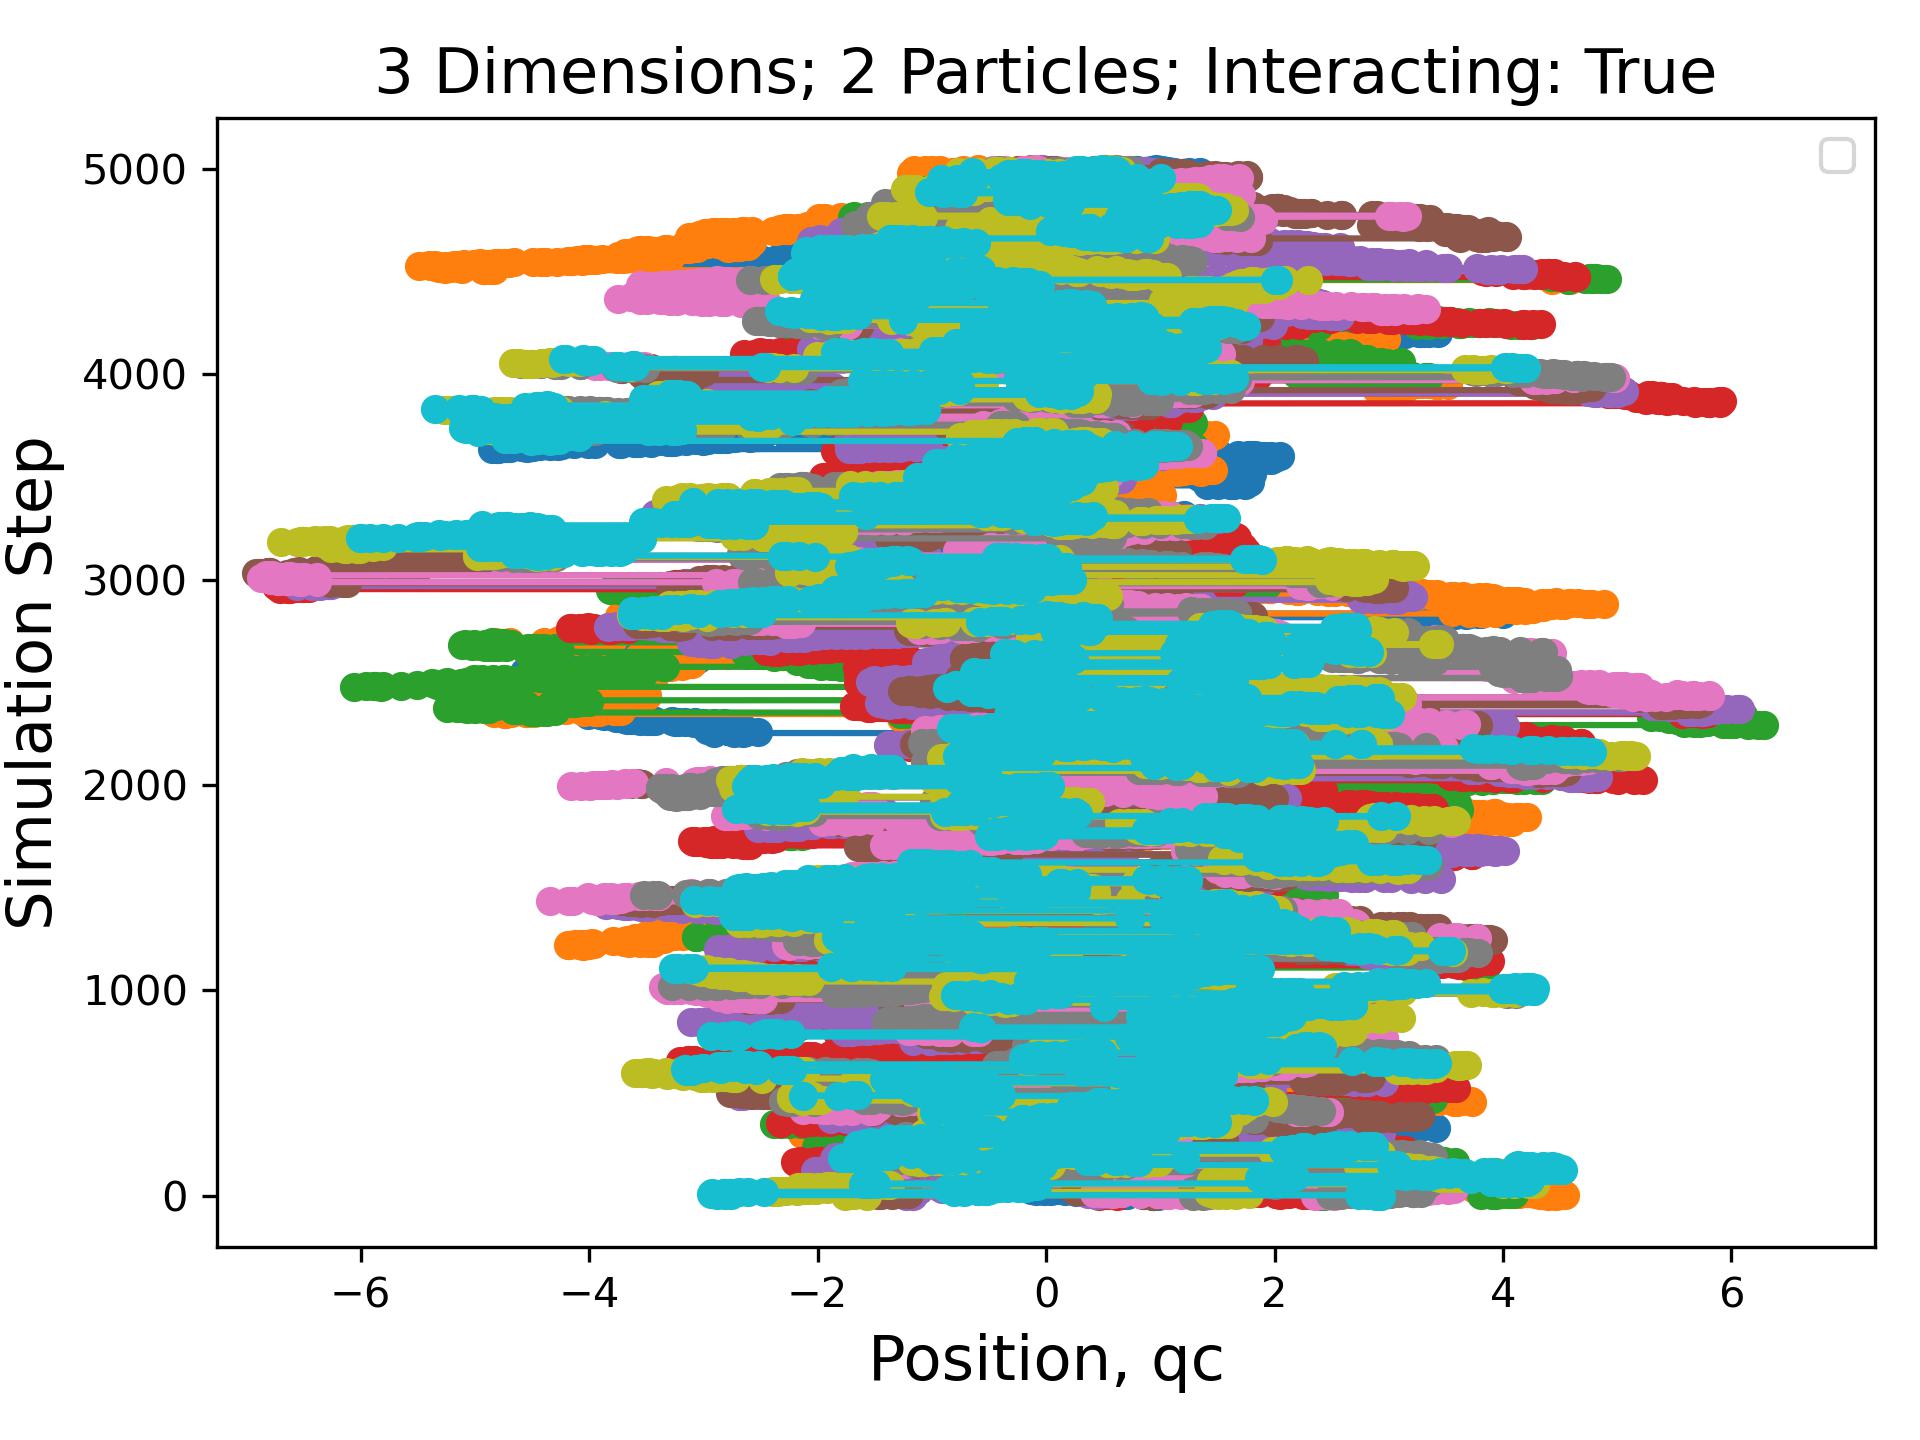 3 Dimensions; 2 Particles; Interacting: True
5000
4000
3000
2000
1000
0
Simulation Step
−6 −4 −2 0 2 4 6
Position, qc